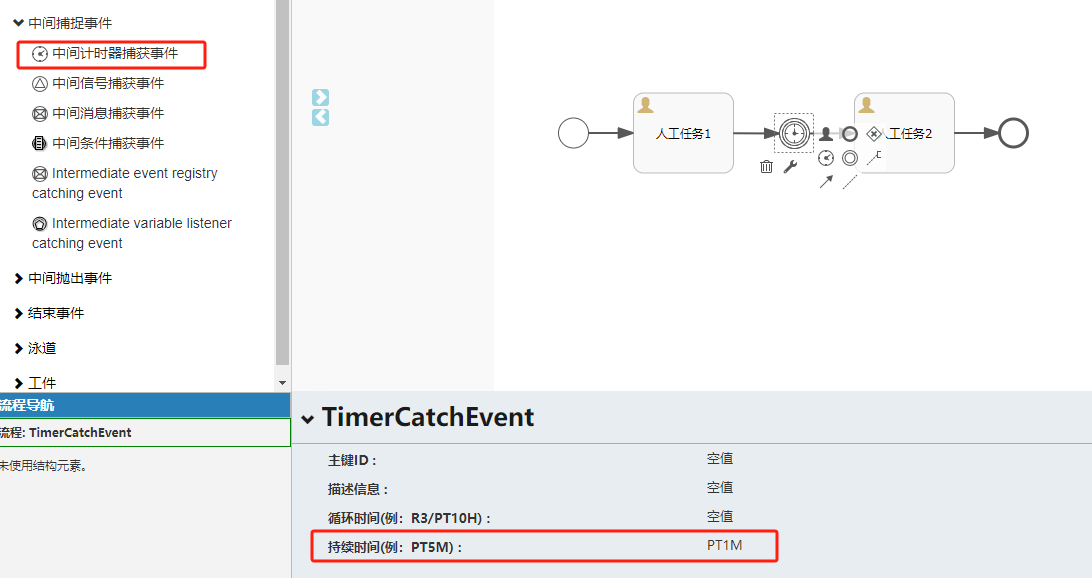 中间捕捉事件
中间计时器捕获事件
中间信号捕获事件
中间消息捕获事件
中间条件捕获事件
Intermediate event registry
catching event
Intermediate variable listener
catching event
中间抛出事件
结束事件
泳道
工件
流程导航
流程: TimerCatchEvent
未使用结构元素。
人工任务1
人工任务2
TimerCatchEvent
主键ID : 空值
描述信息 : 空值
循环时间(例: R3/PT10H) : 空值
持续时间(例: PT5M) : PT1M